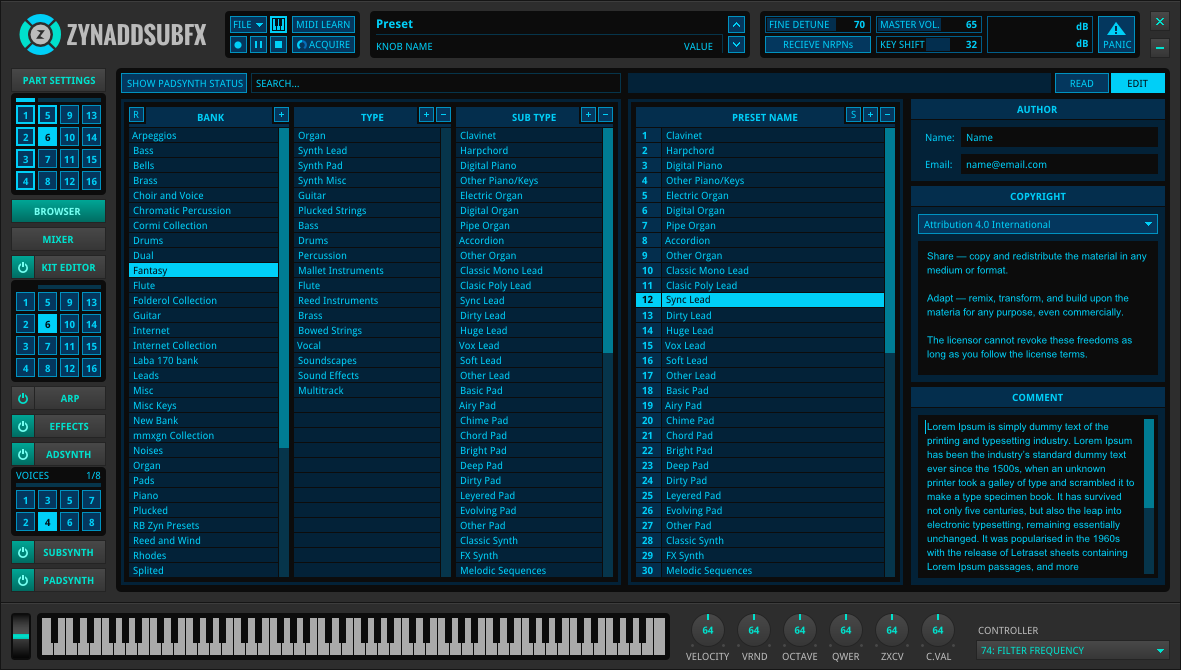 ZYNADDSUBFX
FILE
MIDI LEARN
ACQUIRE
Preset
KNOB NAME VALUE
FINE DETUNE 70
MASTER VOL. 65
RECIEVE NRPNs
KEY SHIFT 32
dB
dB
PANIC
PART SETTINGS
1 5 9 13
2 6 10 14
3 7 11 15
4 8 12 16
BROWSER
MIXER
KIT EDITOR
1 5 9 13
2 6 10 14
3 7 11 15
4 8 12 16
ARP
EFFECTS
ADSYNTH
VOICES 1/8
1 3 5 7
2 4 6 8
SUBSYNTH
PADSYNTH
SHOW PADSYNTH STATUS
SEARCH...
READ
EDIT
R BANK +
Arpeggios
Bass
Bells
Brass
Choir and Voice
Chromatic Percussion
Cormi Collection
Drums
Dual
Fantasy
Flute
Folderol Collection
Guitar
Internet
Internet Collection
Laba 170 bank
Leads
Misc
Misc Keys
New Bank
mmxgn Collection
Noises
Organ
Pads
Piano
Plucked
RB Zyn Presets
Reed and Wind
Rhodes
Splited
TYPE + −
Organ
Synth Lead
Synth Pad
Synth Misc
Guitar
Plucked Strings
Bass
Drums
Percussion
Mallet Instruments
Flute
Reed Instruments
Brass
Bowed Strings
Vocal
Soundscapes
Sound Effects
Multitrack
SUB TYPE + −
Clavinet
Harpchord
Digital Piano
Other Piano/Keys
Electric Organ
Digital Organ
Pipe Organ
Accordion
Other Organ
Classic Mono Lead
Clasic Poly Lead
Sync Lead
Dirty Lead
Huge Lead
Vox Lead
Soft Lead
Other Lead
Basic Pad
Airy Pad
Chime Pad
Chord Pad
Bright Pad
Deep Pad
Dirty Pad
Leyered Pad
Evolving Pad
Other Pad
Classic Synth
FX Synth
Melodic Sequences
PRESET NAME S + −
1 Clavinet
2 Harpchord
3 Digital Piano
4 Other Piano/Keys
5 Electric Organ
6 Digital Organ
7 Pipe Organ
8 Accordion
9 Other Organ
10 Classic Mono Lead
11 Clasic Poly Lead
12 Sync Lead
13 Dirty Lead
14 Huge Lead
15 Vox Lead
16 Soft Lead
17 Other Lead
18 Basic Pad
19 Airy Pad
20 Chime Pad
21 Chord Pad
22 Bright Pad
23 Deep Pad
24 Dirty Pad
25 Leyered Pad
26 Evolving Pad
27 Other Pad
28 Classic Synth
29 FX Synth
30 Melodic Sequences
AUTHOR
Name: Name
Email: name@email.com
COPYRIGHT
Attribution 4.0 International
Share — copy and redistribute the material in any
medium or format.
Adapt — remix, transform, and build upon the
materia for any purpose, even commercially.
The licensor cannot revoke these freedoms as
long as you follow the license terms.
COMMENT
Lorem Ipsum is simply dummy text of the
printing and typesetting industry. Lorem Ipsum
has been the industry's standard dummy text
ever since the 1500s, when an unknown
printer took a galley of type and scrambled it to
make a type specimen book. It has survived
not only five centuries, but also the leap into
electronic typesetting, remaining essentially
unchanged. It was popularised in the 1960s
with the release of Letraset sheets containing
Lorem Ipsum passages, and more
64 64 64 64 64 64
VELOCITY VRND OCTAVE QWER ZXCV C.VAL
CONTROLLER
74: FILTER FREQUENCY